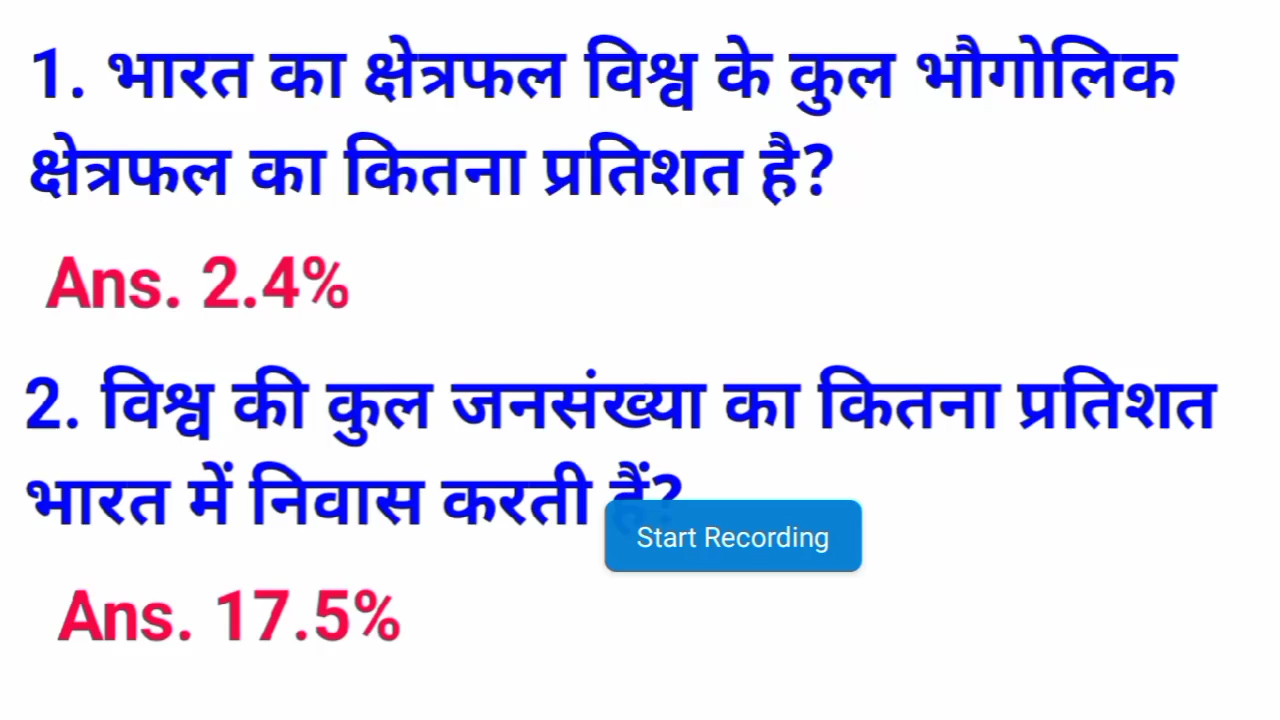 1. भारत का क्षेत्रफल विश्व के कुल भौगोलिक
क्षेत्रफल का कितना प्रतिशत है?
Ans. 2.4%
2. विश्व की कुल जनसंख्या का कितना प्रतिशत
भारत में निवास करती हैं?
Start Recording
Ans. 17.5%